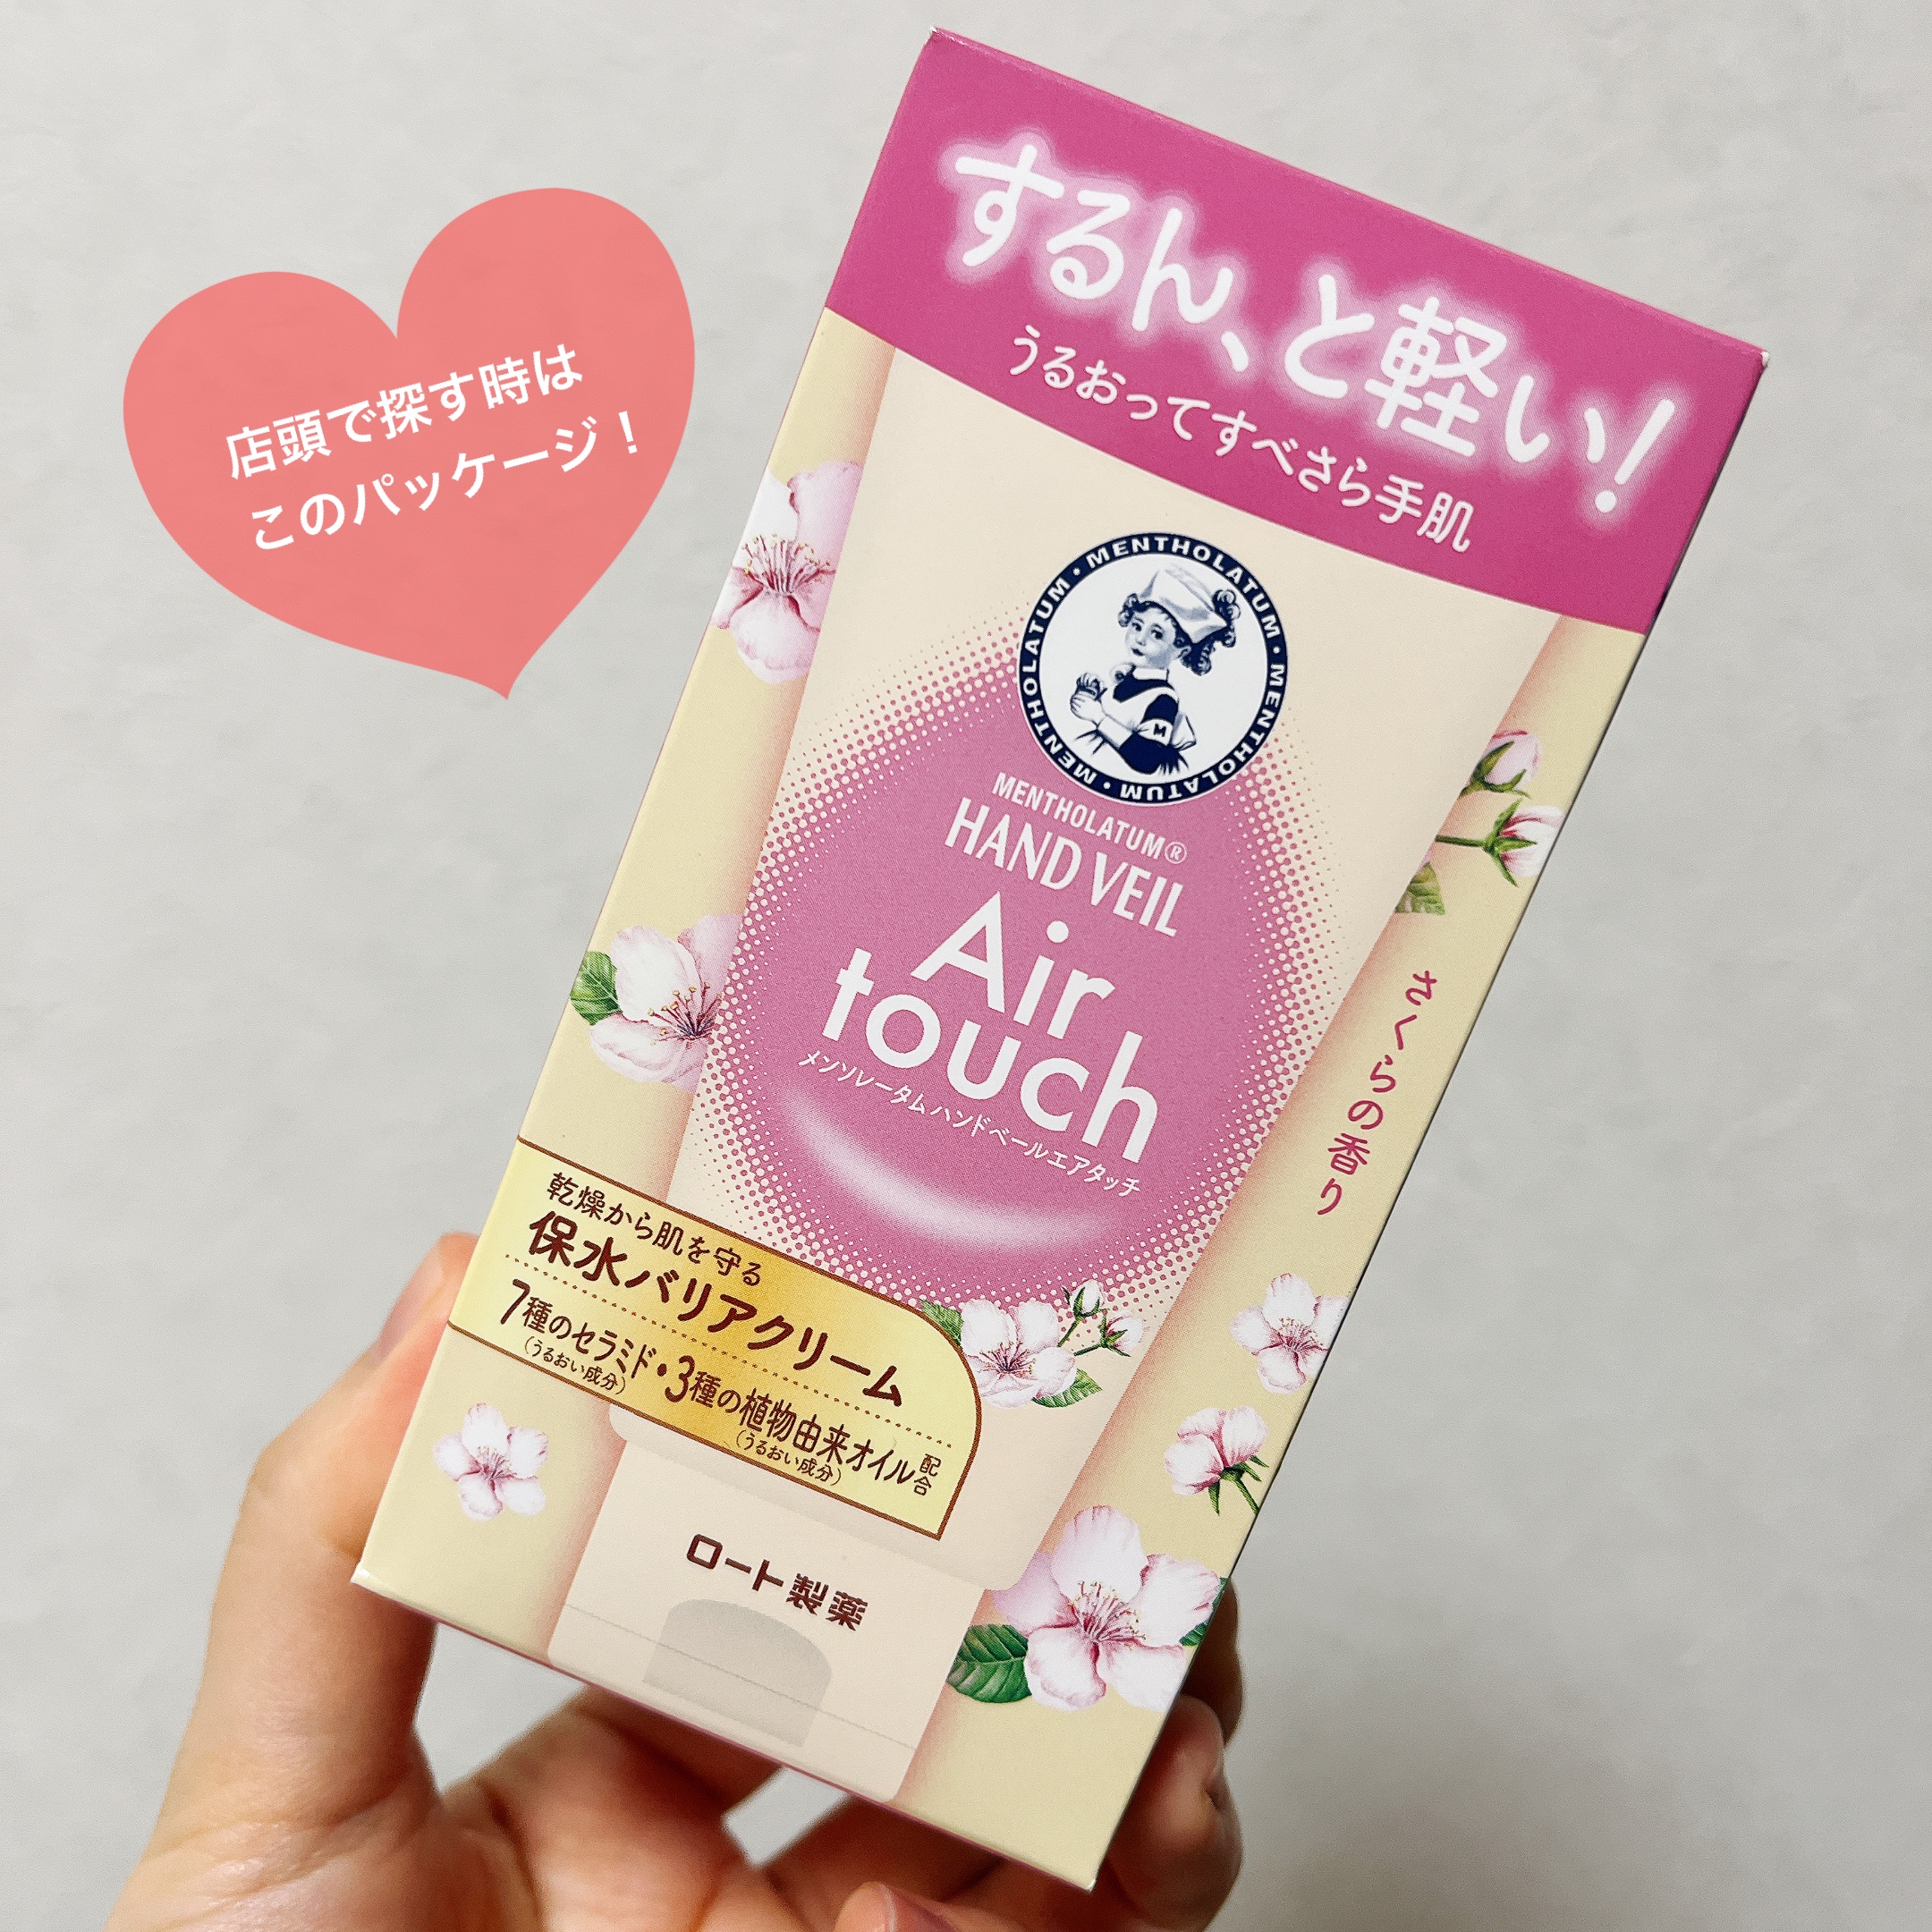 店頭で探す時は
このパッケージ！
するん、と軽い!
うるおってすべさら手肌
MENTHOLATUM・MENTHOLATUM・MENTHOLATUM・MENTHOLATUM・
M
MENTHOLATUM®
HAND VEIL
Air
touch
メンソレータム ハンドベールエアタッチ
さくらの香り
乾燥から肌を守る
保水バリアクリーム
7種のセラミド・3種の植物由来オイル配合
(うるおい成分) (うるおい成分)
ロート製薬